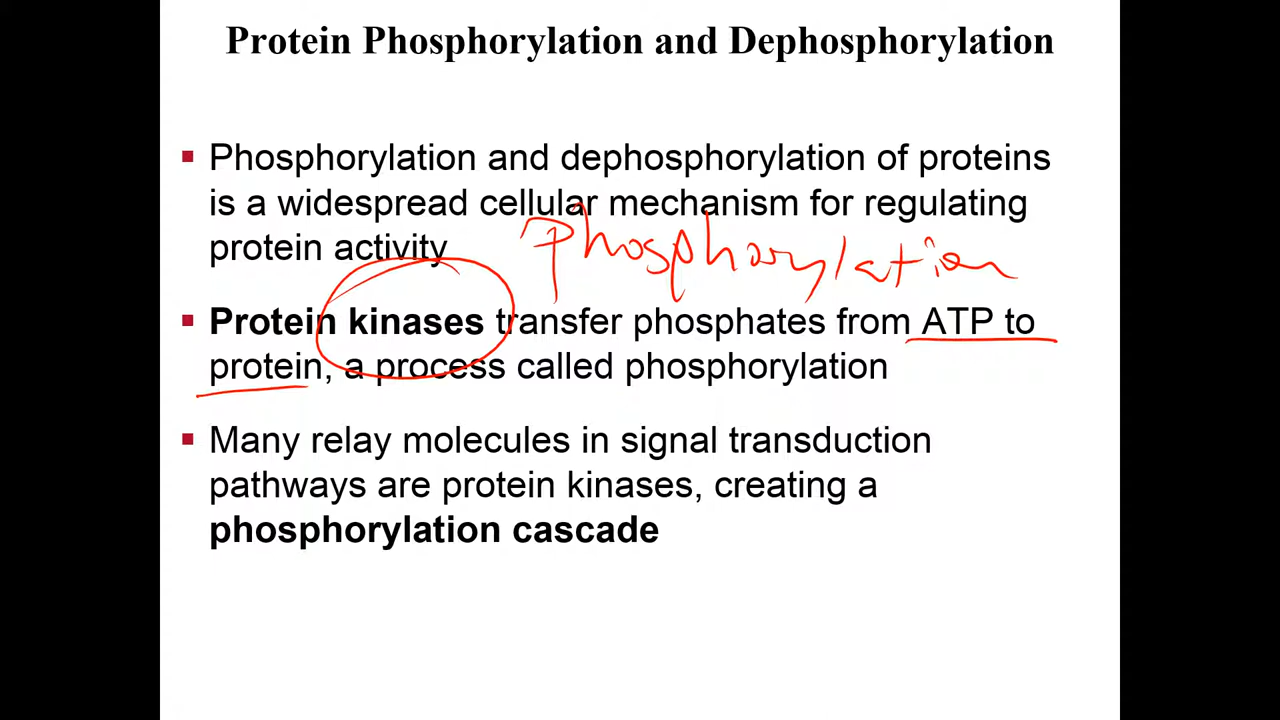 Protein Phosphorylation and Dephosphorylation
▪ Phosphorylation and dephosphorylation of proteins
is a widespread cellular mechanism for regulating
protein activity
Phosphorylation
▪ Protein kinases transfer phosphates from ATP to
protein, a process called phosphorylation
▪ Many relay molecules in signal transduction
pathways are protein kinases, creating a
phosphorylation cascade